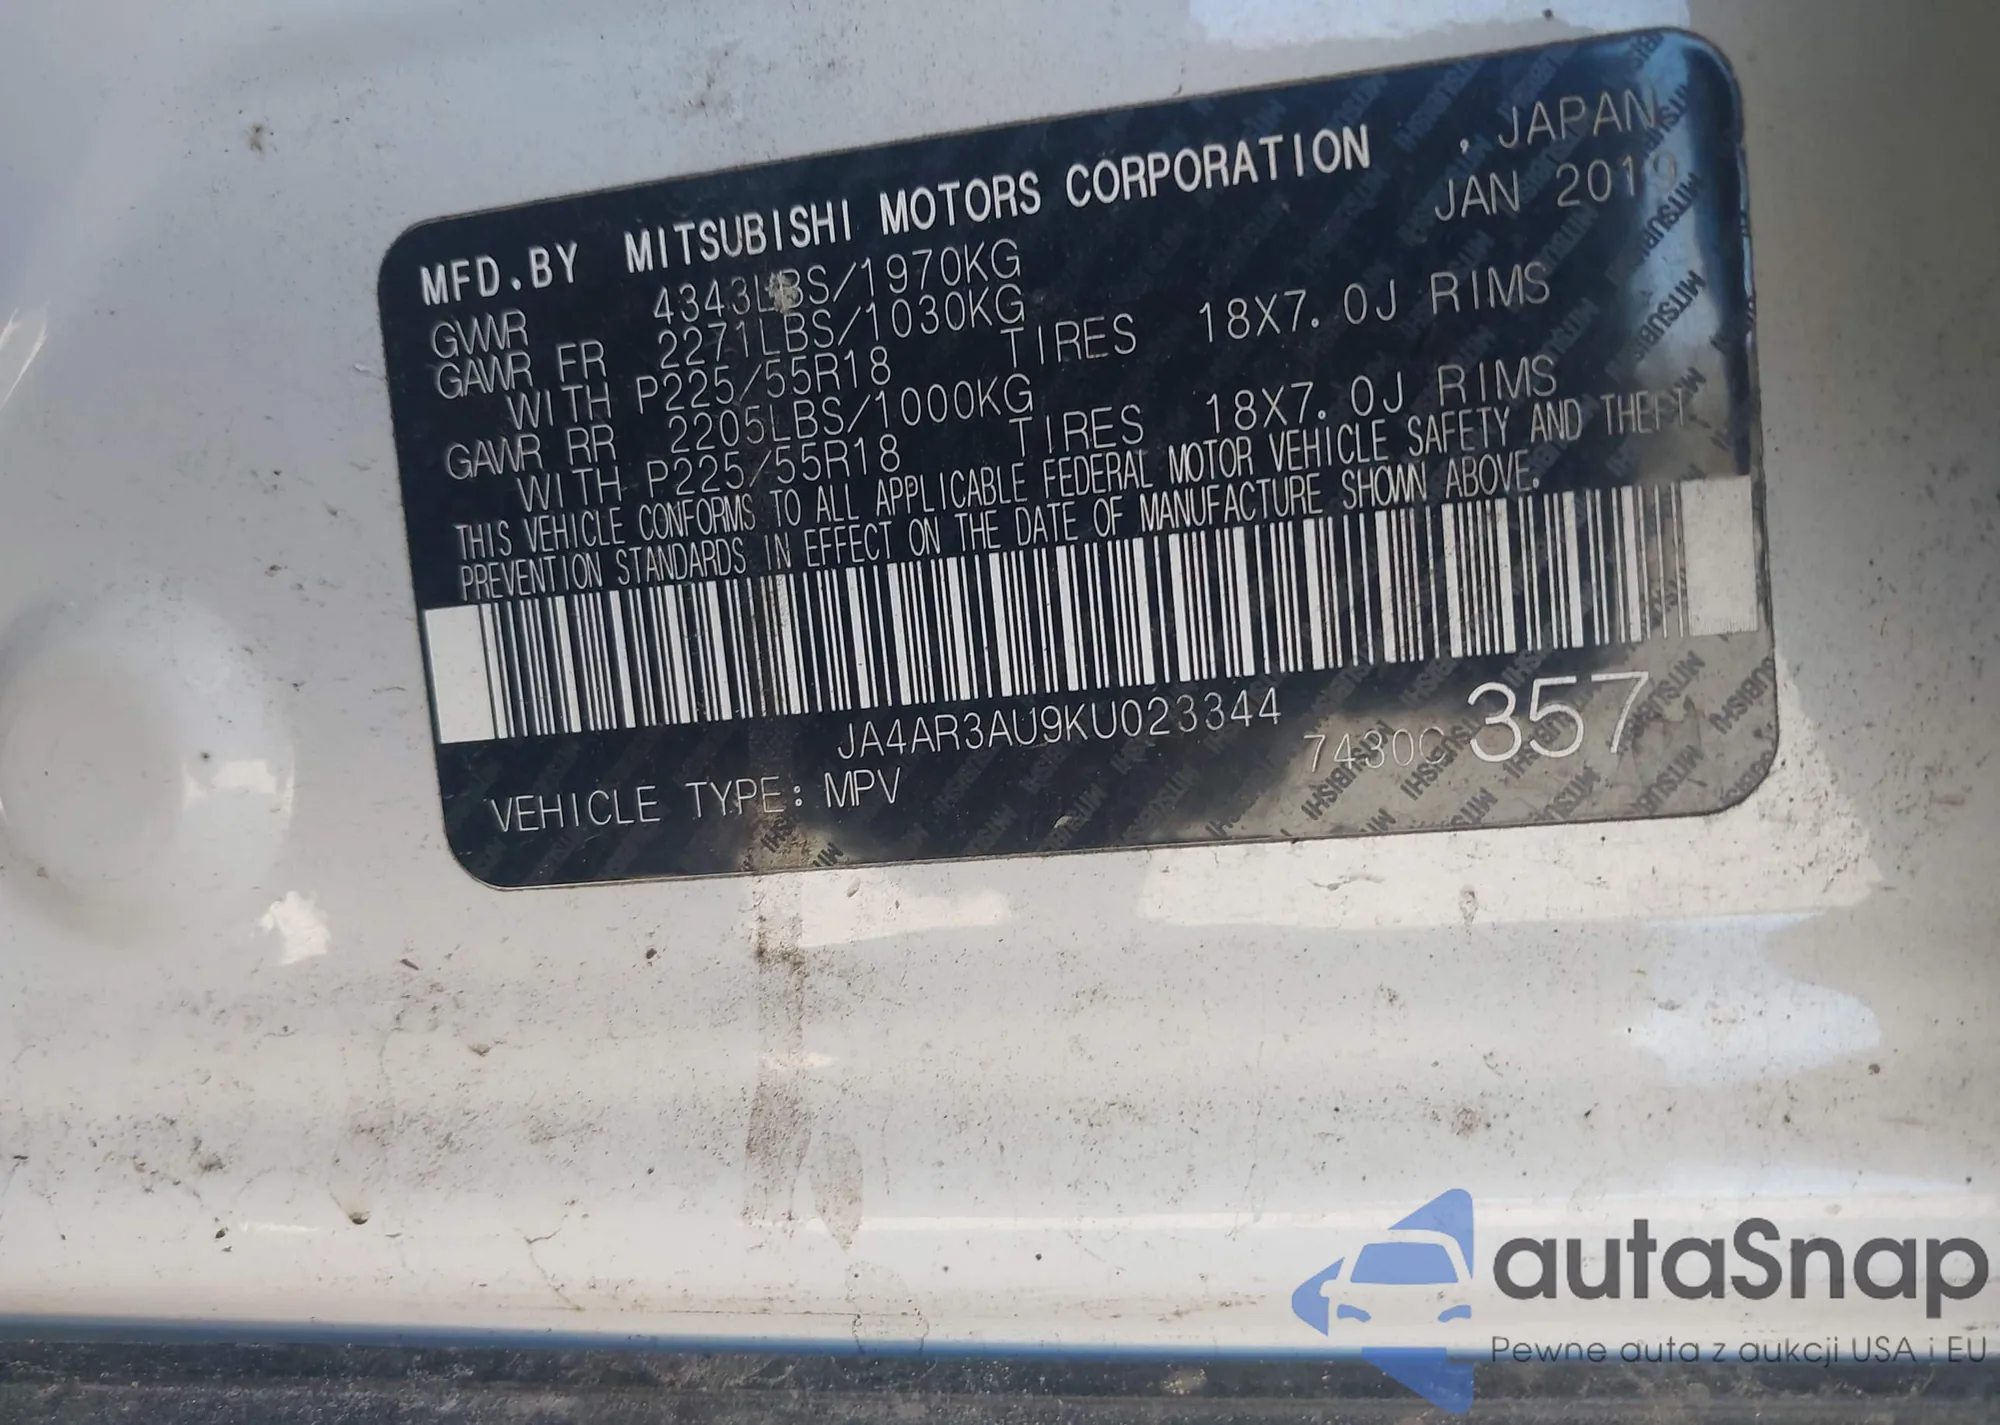 MFD.BY MITSUBISHI MOTORS CORPORATION , JAPAN
GVWR 4343LBS/1970KG JAN 2019
GAWR FR 2271LBS/1030KG
WITH P225/55R18 TIRES 18X7.0J RIMS
GAWR RR 2205LBS/1000KG
WITH P225/55R18 TIRES 18X7.0J RIMS
THIS VEHICLE CONFORMS TO ALL APPLICABLE FEDERAL MOTOR VEHICLE SAFETY AND THEFT
PREVENTION STANDARDS IN EFFECT ON THE DATE OF MANUFACTURE SHOWN ABOVE.
JA4AR3AU9KU023344
VEHICLE TYPE: MPV 7430C 357
autaSnap
Pewne auta z aukcji USA i EU